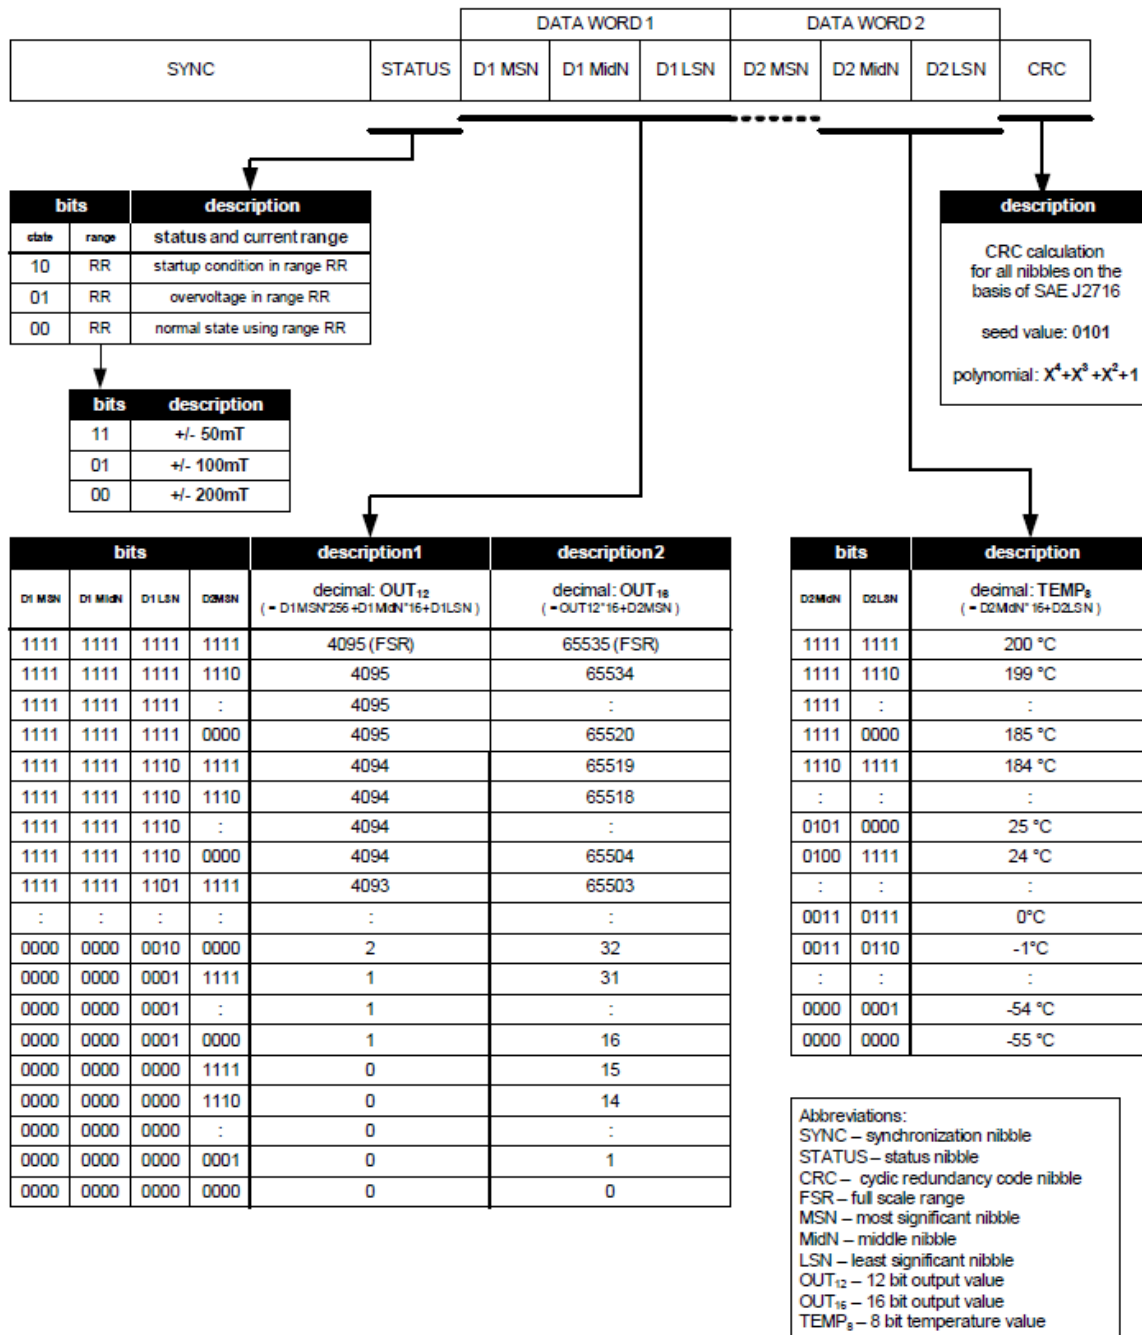 DATA WORD 1 DATA WORD 2
SYNC STATUS D1 MSN D1 MidN D1 LSN D2 MSN D2 MidN D2 LSN CRC
bits description
state range status and current range
10 RR startup condition in range RR
01 RR overvoltage in range RR
00 RR normal state using range RR
bits description
11 +/- 50mT
01 +/- 100mT
00 +/- 200mT
description
CRC calculation
for all nibbles on the
basis of SAE J2716
seed value: 0101
polynomial: X⁴+X³+X²+1
bits description1 description2
D1 MSN D1 MidN D1 LSN D2MSN decimal: OUT₁₂ decimal: OUT₁₆
( = D1MSN*256 +D1MidN*16+D1LSN ) ( =OUT12*16+D2MSN )
1111 1111 1111 1111 4095 (FSR) 65535 (FSR)
1111 1111 1111 1110 4095 65534
1111 1111 1111 : 4095 :
1111 1111 1111 0000 4095 65520
1111 1111 1110 1111 4094 65519
1111 1111 1110 1110 4094 65518
1111 1111 1110 : 4094 :
1111 1111 1110 0000 4094 65504
1111 1111 1101 1111 4093 65503
: : : : : :
0000 0000 0010 0000 2 32
0000 0000 0001 1111 1 31
0000 0000 0001 : 1 :
0000 0000 0001 0000 1 16
0000 0000 0000 1111 0 15
0000 0000 0000 1110 0 14
0000 0000 0000 : 0 :
0000 0000 0000 0001 0 1
0000 0000 0000 0000 0 0
bits description
D2MidN D2LSN decimal: TEMP₈
( = D2MidN*16+D2LSN )
1111 1111 200 °C
1111 1110 199 °C
1111 : :
1111 0000 185 °C
1110 1111 184 °C
: : :
0101 0000 25 °C
0100 1111 24 °C
: : :
0011 0111 0°C
0011 0110 -1°C
: : :
0000 0001 -54 °C
0000 0000 -55 °C
Abbreviations:
SYNC – synchronization nibble
STATUS – status nibble
CRC – cyclic redundancy code nibble
FSR – full scale range
MSN – most significant nibble
MidN – middle nibble
LSN – least significant nibble
OUT₁₂ – 12 bit output value
OUT₁₆ – 16 bit output value
TEMP₈ – 8 bit temperature value